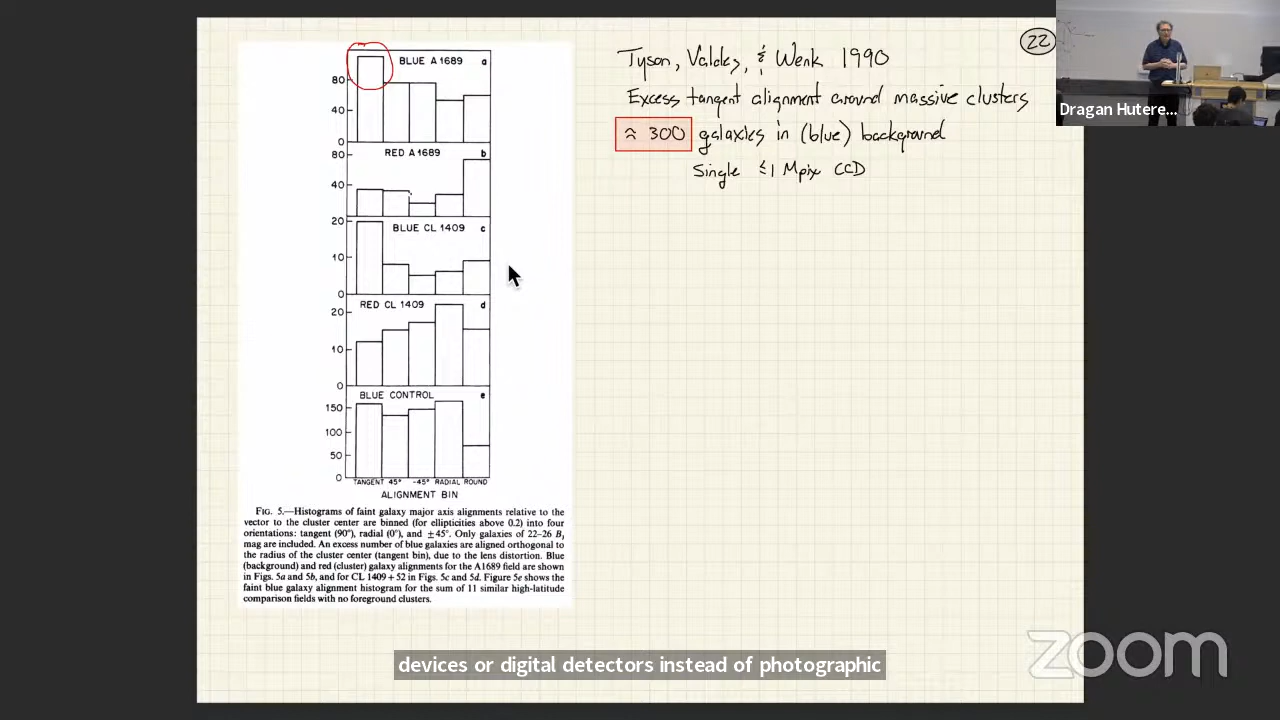 22
Tyson, Valdes, & Wenk 1990
Excess tangent alignment around massive clusters
≈ 300 galaxies in (blue) background
Single ≲1 Mpix CCD
Dragan Hutere...
BLUE A 1689 a
80
40
0
RED A 1689 b
80
40
20
BLUE CL 1409 c
10
0
RED CL 1409 d
20
10
0
BLUE CONTROL e
150
100
50
0
TANGENT 45° -45° RADIAL ROUND
ALIGNMENT BIN
FIG. 5.—Histograms of faint galaxy major axis alignments relative to the
vector to the cluster center are binned (for ellipticities above 0.2) into four
orientations: tangent (90°), radial (0°), and ±45°. Only galaxies of 22–26 BJ
mag are included. An excess number of blue galaxies are aligned orthogonal to
the radius of the cluster center (tangent bin), due to the lens distortion. Blue
(background) and red (cluster) galaxy alignments for the A1689 field are shown
in Figs. 5a and 5b, and for CL 1409 + 52 in Figs. 5c and 5d. Figure 5e shows the
faint blue galaxy alignment histogram for the sum of 11 similar high-latitude
comparison fields with no foreground clusters.
devices or digital detectors instead of photographic
zoom